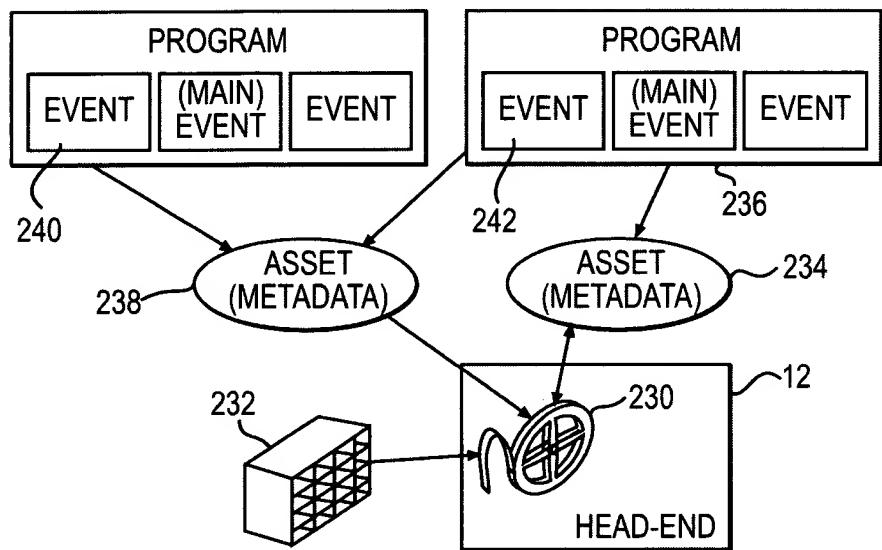 PROGRAM
EVENT
(MAIN)
EVENT
EVENT
PROGRAM
EVENT
(MAIN)
EVENT
EVENT
240
242
236
238
ASSET
(METADATA)
ASSET
(METADATA)
234
232
230
12
HEAD-END